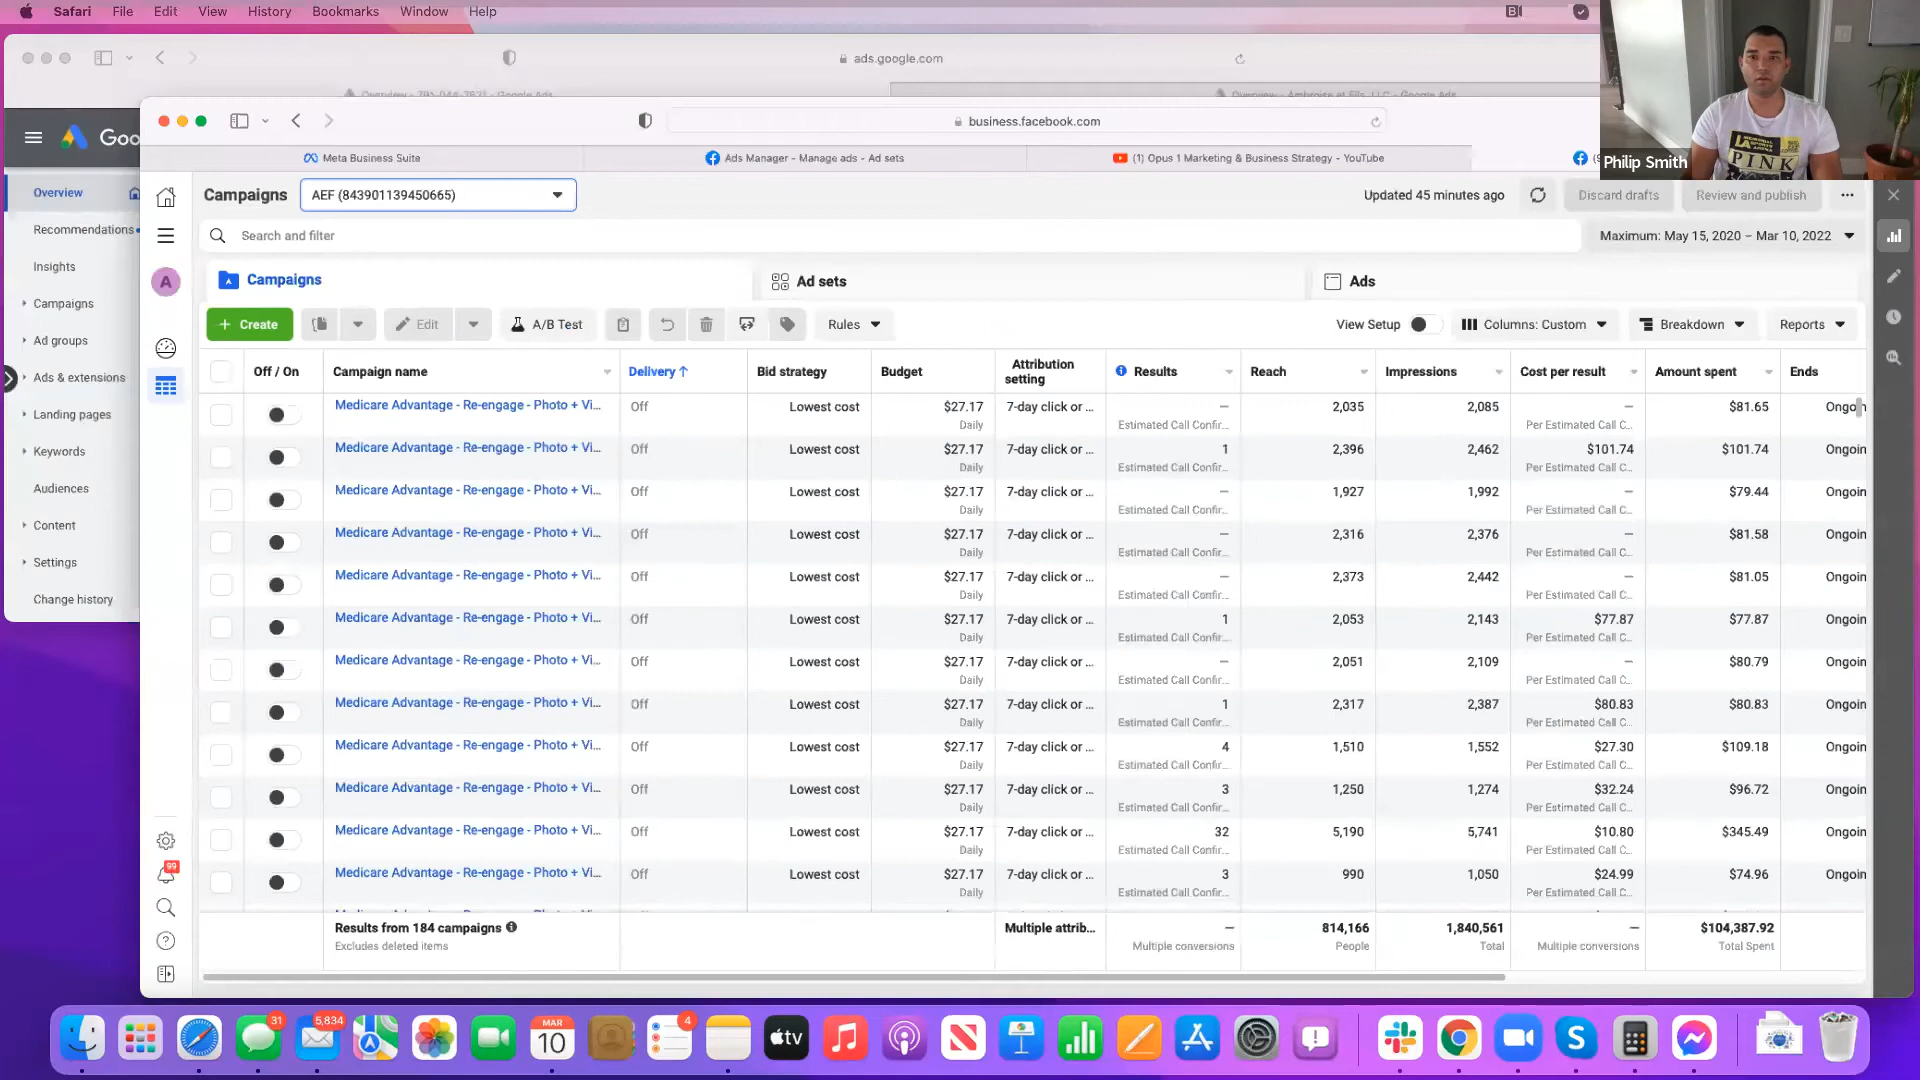 Safari File Edit View History Bookmarks Window Help
ads.google.com
Overview - Google Ads
Overview - Ambroise et Fils, LLC - Google Ads
business.facebook.com
Meta Business Suite
Ads Manager - Manage ads - Ad sets
(1) Opus 1 Marketing & Business Strategy - YouTube
Philip Smith
PINK
Goo
Overview
Recommendations
Insights
Campaigns
Ad groups
Ads & extensions
Landing pages
Keywords
Audiences
Content
Settings
Change history
A
99
Campaigns AEF (843901139450665) Updated 45 minutes ago Discard drafts Review and publish
Search and filter Maximum: May 15, 2020 – Mar 10, 2022
Campaigns Ad sets Ads
+ Create Edit A/B Test Rules View Setup Columns: Custom Breakdown Reports
Off / On Campaign name Delivery ↑ Bid strategy Budget Attribution setting Results Reach Impressions Cost per result Amount spent Ends
Medicare Advantage - Re-engage - Photo + Vi... Off Lowest cost $27.17 7-day click or ... — 2,035 2,085 — $81.65 Ongoin
Daily Estimated Call Confir... Per Estimated Call C...
Medicare Advantage - Re-engage - Photo + Vi... Off Lowest cost $27.17 7-day click or ... 1 2,396 2,462 $101.74 $101.74 Ongoin
Daily Estimated Call Confir... Per Estimated Call C...
Medicare Advantage - Re-engage - Photo + Vi... Off Lowest cost $27.17 7-day click or ... — 1,927 1,992 — $79.44 Ongoin
Daily Estimated Call Confir... Per Estimated Call C...
Medicare Advantage - Re-engage - Photo + Vi... Off Lowest cost $27.17 7-day click or ... — 2,316 2,376 — $81.58 Ongoin
Daily Estimated Call Confir... Per Estimated Call C...
Medicare Advantage - Re-engage - Photo + Vi... Off Lowest cost $27.17 7-day click or ... — 2,373 2,442 — $81.05 Ongoin
Daily Estimated Call Confir... Per Estimated Call C...
Medicare Advantage - Re-engage - Photo + Vi... Off Lowest cost $27.17 7-day click or ... 1 2,053 2,143 $77.87 $77.87 Ongoin
Daily Estimated Call Confir... Per Estimated Call C...
Medicare Advantage - Re-engage - Photo + Vi... Off Lowest cost $27.17 7-day click or ... — 2,051 2,109 — $80.79 Ongoin
Daily Estimated Call Confir... Per Estimated Call C...
Medicare Advantage - Re-engage - Photo + Vi... Off Lowest cost $27.17 7-day click or ... 1 2,317 2,387 $80.83 $80.83 Ongoin
Daily Estimated Call Confir... Per Estimated Call C...
Medicare Advantage - Re-engage - Photo + Vi... Off Lowest cost $27.17 7-day click or ... 4 1,510 1,552 $27.30 $109.18 Ongoin
Daily Estimated Call Confir... Per Estimated Call C...
Medicare Advantage - Re-engage - Photo + Vi... Off Lowest cost $27.17 7-day click or ... 3 1,250 1,274 $32.24 $96.72 Ongoin
Daily Estimated Call Confir... Per Estimated Call C...
Medicare Advantage - Re-engage - Photo + Vi... Off Lowest cost $27.17 7-day click or ... 32 5,190 5,741 $10.80 $345.49 Ongoin
Daily Estimated Call Confir... Per Estimated Call C...
Medicare Advantage - Re-engage - Photo + Vi... Off Lowest cost $27.17 7-day click or ... 3 990 1,050 $24.99 $74.96 Ongoin
Daily Estimated Call Confir... Per Estimated Call C...
Results from 184 campaigns Multiple attrib... — 814,166 1,840,561 — $104,387.92
Excludes deleted items Multiple conversions People Total Multiple conversions Total Spent
31 5,834 MAR 10 4 tv